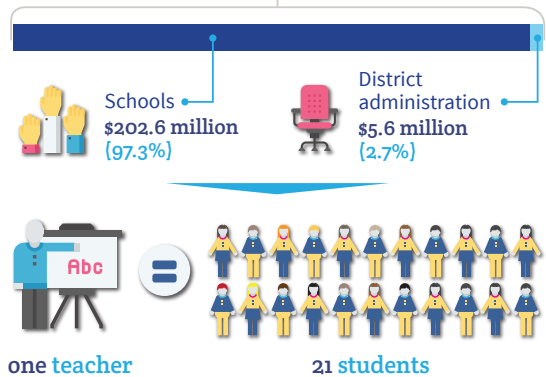 Schools
$202.6 million
(97.3%)
District
administration
$5.6 million
(2.7%)
Abc
one teacher
21 students